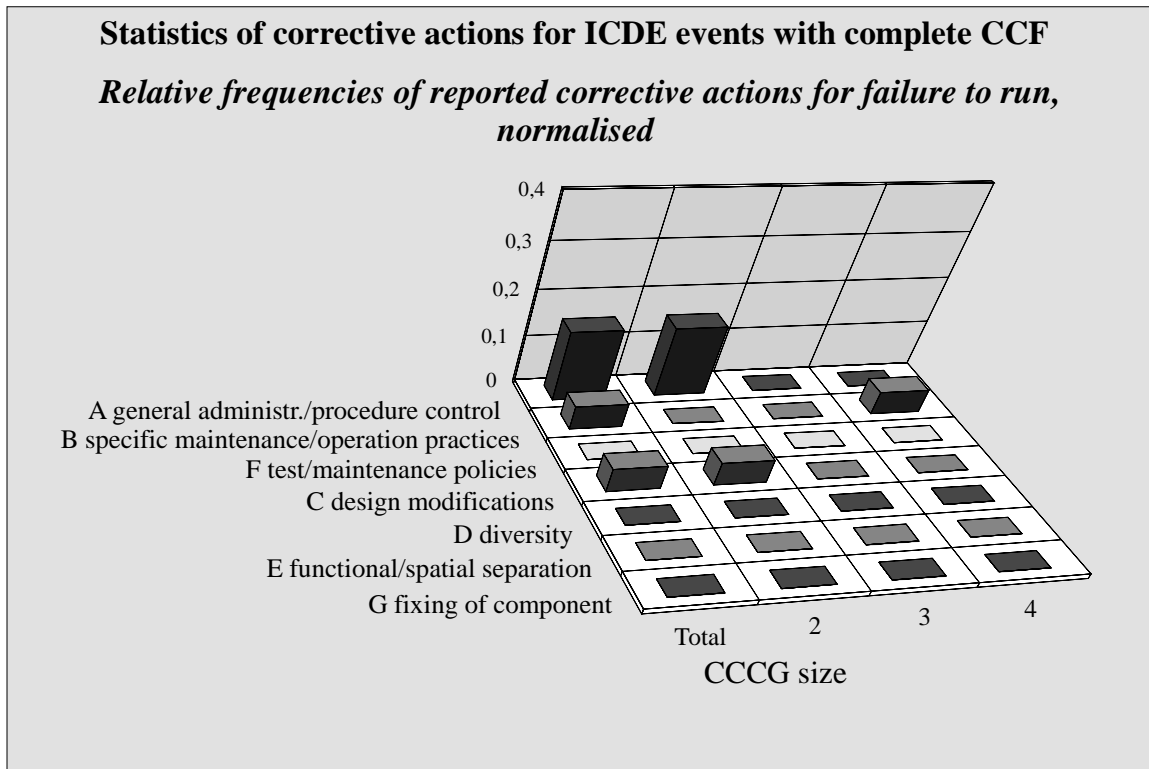 Statistics of corrective actions for ICDE events with complete CCF
Relative frequencies of reported corrective actions for failure to run,
normalised
0,4
0,3
0,2
0,1
0
A general administr./procedure control
B specific maintenance/operation practices
F test/maintenance policies
C design modifications
D diversity
E functional/spatial separation
G fixing of component
Total
2
3
4
CCCG size